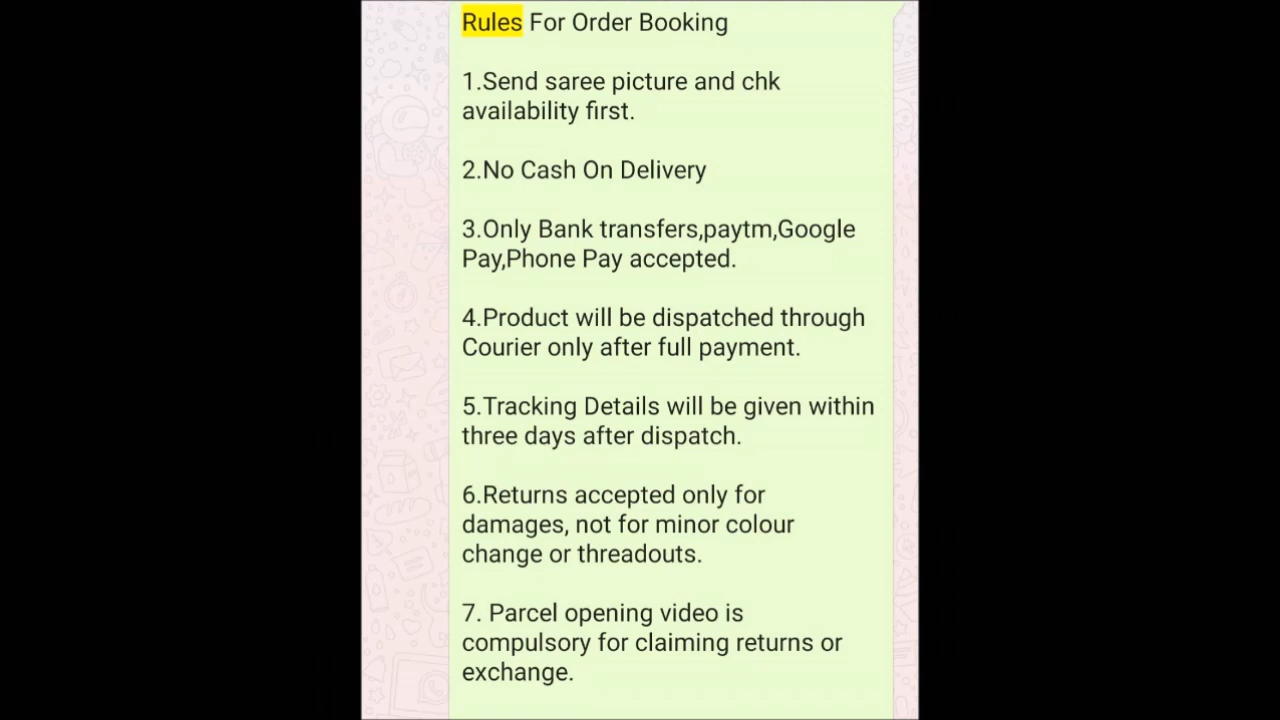 Rules For Order Booking
1.Send saree picture and chk
availability first.
2.No Cash On Delivery
3.Only Bank transfers,paytm,Google
Pay,Phone Pay accepted.
4.Product will be dispatched through
Courier only after full payment.
5.Tracking Details will be given within
three days after dispatch.
6.Returns accepted only for
damages, not for minor colour
change or threadouts.
7. Parcel opening video is
compulsory for claiming returns or
exchange.